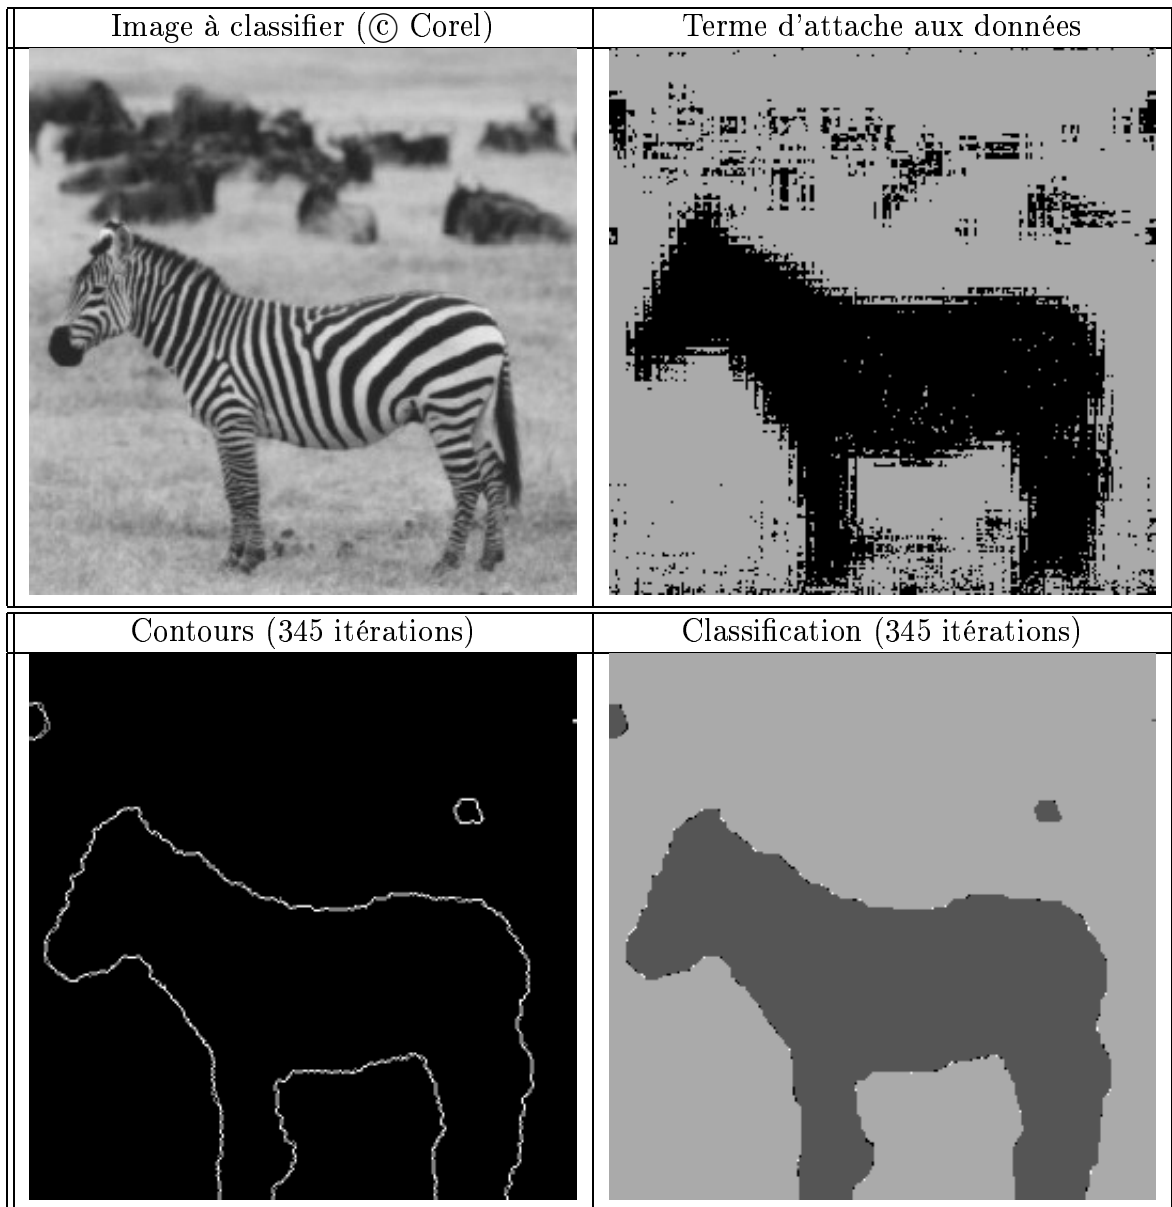 Image à classifier (© Corel)
Terme d'attache aux données
Contours (345 itérations)
Classification (345 itérations)